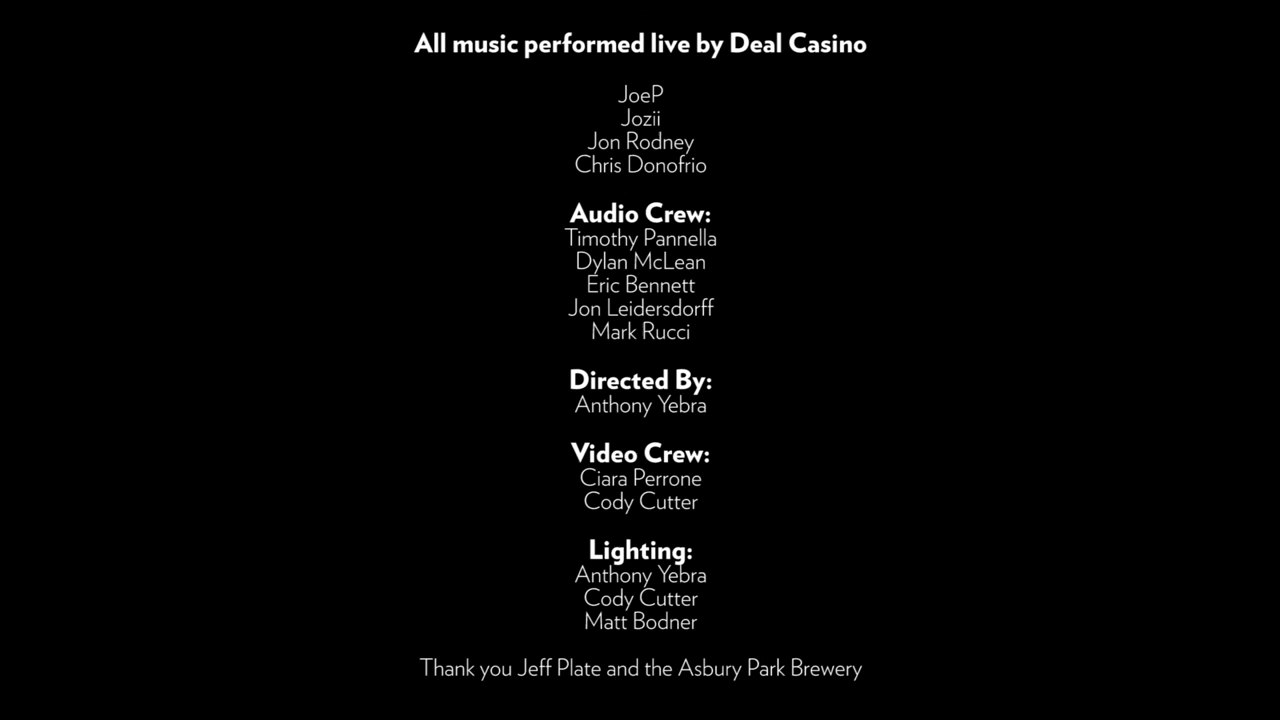 All music performed live by Deal Casino
JoeP
Jozii
Jon Rodney
Chris Donofrio
Audio Crew:
Timothy Pannella
Dylan McLean
Eric Bennett
Jon Leidersdorff
Mark Rucci
Directed By:
Anthony Yebra
Video Crew:
Ciara Perrone
Cody Cutter
Lighting:
Anthony Yebra
Cody Cutter
Matt Bodner
Thank you Jeff Plate and the Asbury Park Brewery